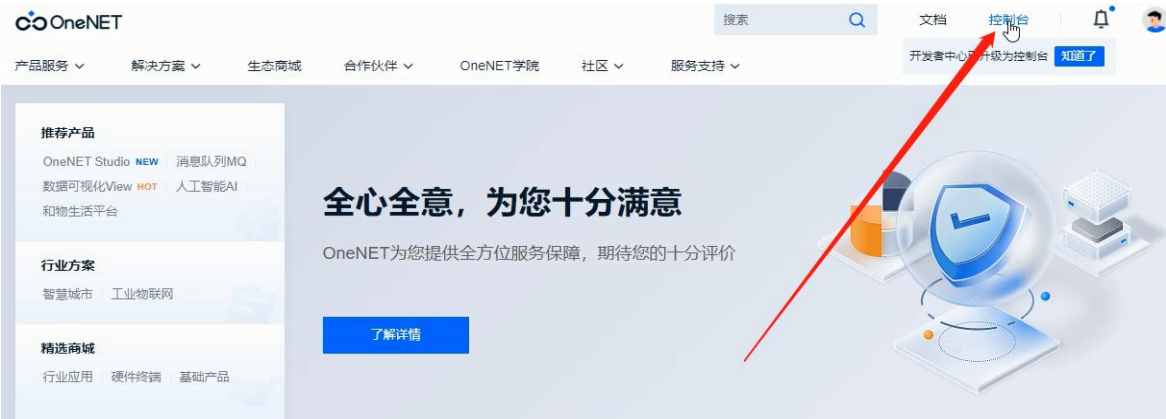 OneNET
搜索
文档
控制台
产品服务
解决方案
生态商城
合作伙伴
OneNET学院
社区
服务支持
开发者中心已升级为控制台
知道了
推荐产品
OneNET Studio NEW 消息队列MQ
数据可视化View HOT 人工智能AI
和物生活平台
行业方案
智慧城市 工业物联网
精选商城
行业应用 硬件终端 基础产品
全心全意，为您十分满意
OneNET为您提供全方位服务保障，期待您的十分评价
了解详情